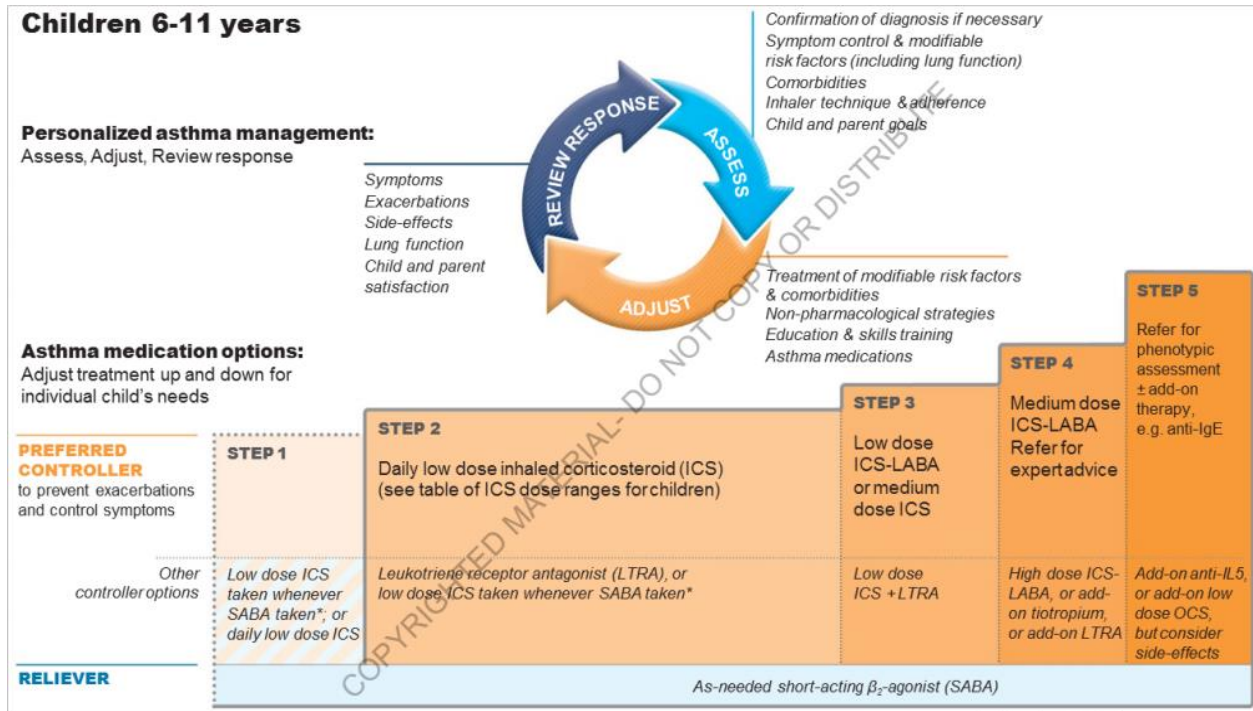 Children 6-11 years
Personalized asthma management:
Assess, Adjust, Review response
Confirmation of diagnosis if necessary
Symptom control & modifiable
risk factors (including lung function)
Comorbidities
Inhaler technique & adherence
Child and parent goals
REVIEW RESPONSE
ASSESS
ADJUST
Symptoms
Exacerbations
Side-effects
Lung function
Child and parent
satisfaction
Treatment of modifiable risk factors
& comorbidities
Non-pharmacological strategies
Education & skills training
Asthma medications
Asthma medication options:
Adjust treatment up and down for
individual child's needs
PREFERRED
CONTROLLER
to prevent exacerbations
and control symptoms
STEP 1
STEP 2
Daily low dose inhaled corticosteroid (ICS)
(see table of ICS dose ranges for children)
STEP 3
Low dose
ICS-LABA
or medium
dose ICS
STEP 4
Medium dose
ICS-LABA
Refer for
expert advice
STEP 5
Refer for
phenotypic
assessment
± add-on
therapy,
e.g. anti-IgE
Other
controller options
Low dose ICS
taken whenever
SABA taken*; or
daily low dose ICS
Leukotriene receptor antagonist (LTRA), or
low dose ICS taken whenever SABA taken*
Low dose
ICS +LTRA
High dose ICS-
LABA, or add-
on tiotropium,
or add-on LTRA
Add-on anti-IL5,
or add-on low
dose OCS,
but consider
side-effects
RELIEVER
As-needed short-acting β₂-agonist (SABA)
COPYRIGHTED MATERIAL- DO NOT COPY OR DISTRIBUTE